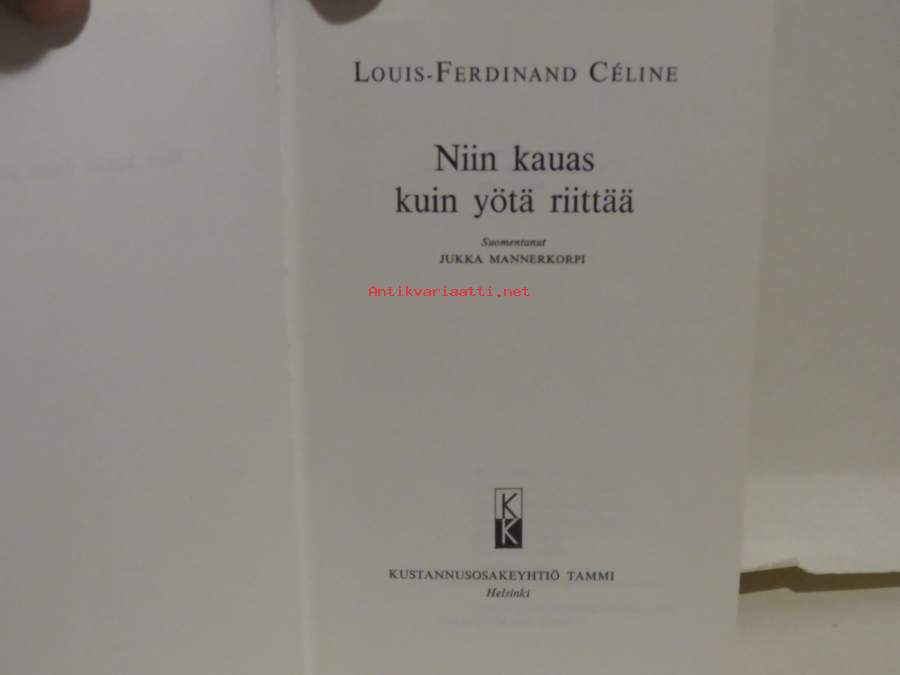 LOUIS-FERDINAND CÉLINE
Niin kauas
kuin yötä riittää
Suomentanut
JUKKA MANNERKORPI
Antikvariaatti.net
K
K
KUSTANNUSOSAKEYHTIÖ TAMMI
Helsinki